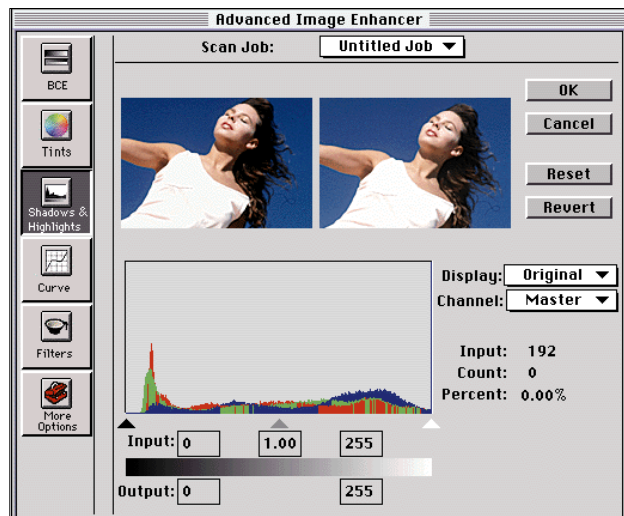 Advanced Image Enhancer
Scan Job: Untitled Job
BCE
Tints
Shadows &
Highlights
Curve
Filters
More
Options
OK
Cancel
Reset
Revert
Display: Original
Channel: Master
Input: 192
Count: 0
Percent: 0.00%
Input: 0 1.00 255
Output: 0 255